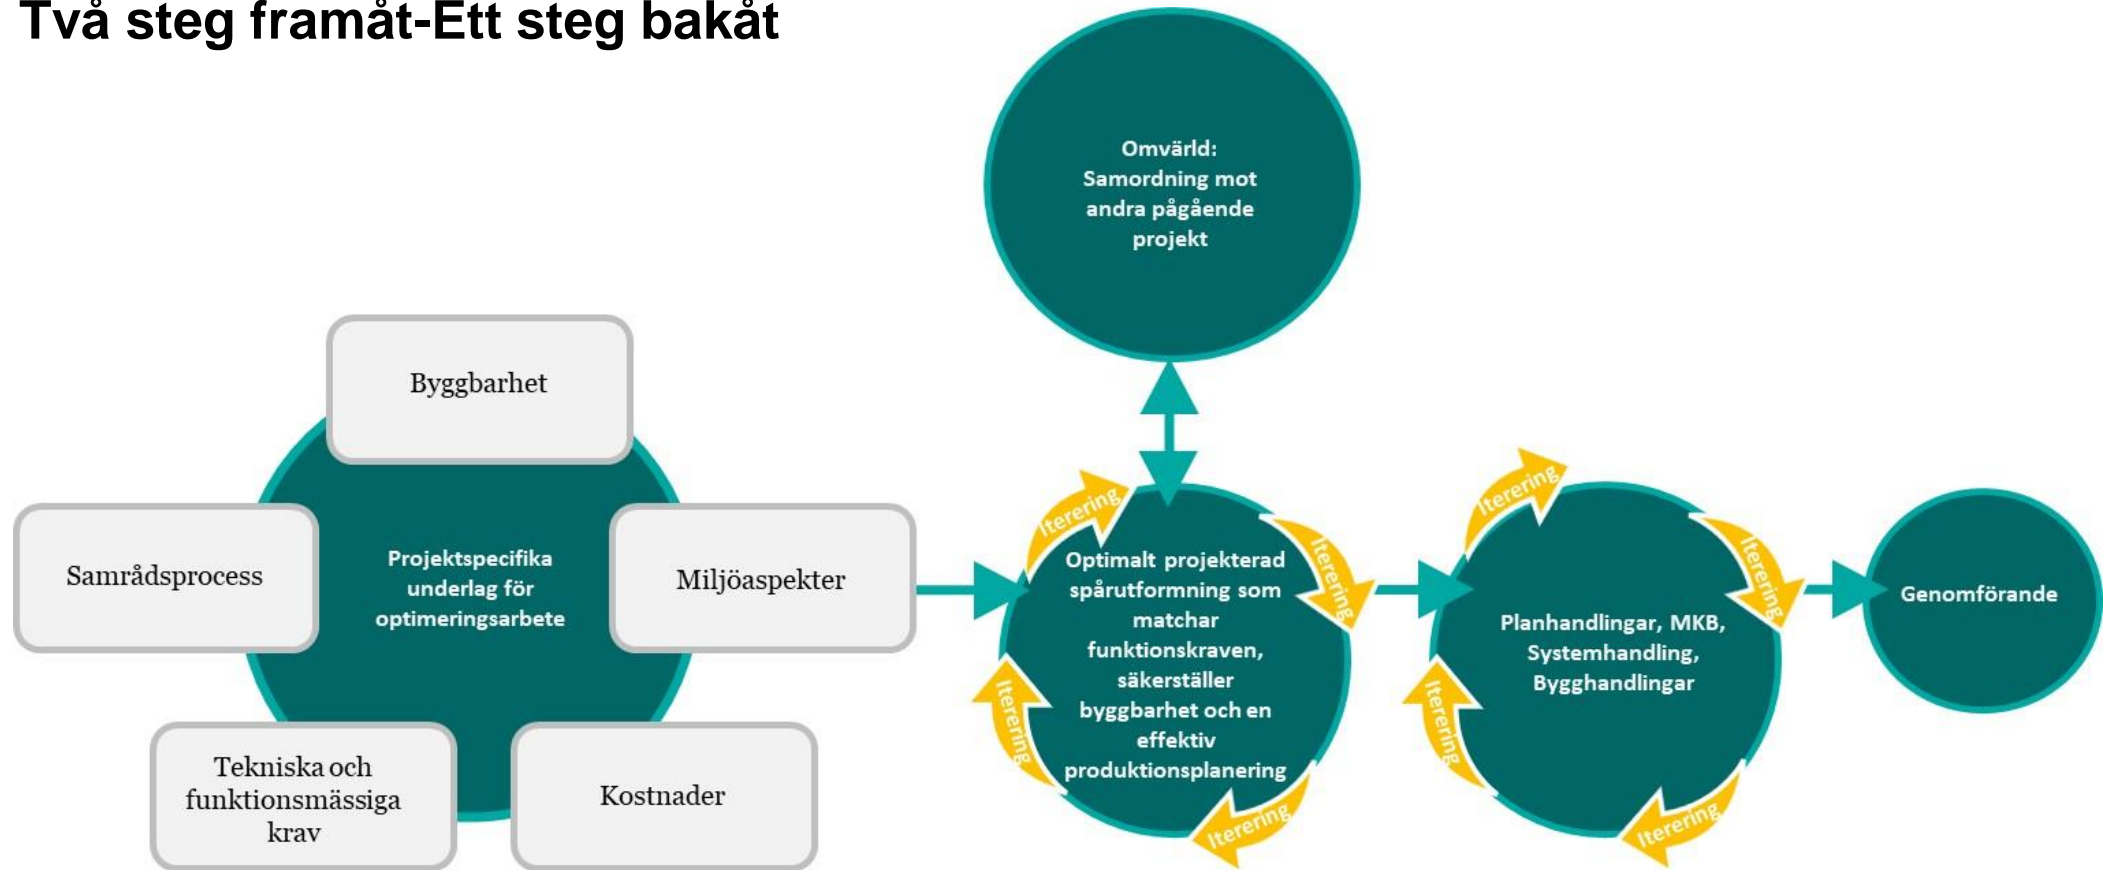 Två steg framåt-Ett steg bakåt
Omvärld:
Samordning mot
andra pågående
projekt
Byggbarhet
Samrådsprocess
Projektspecifika
underlag för
optimeringsarbete
Miljöaspekter
Tekniska och
funktionsmässiga
krav
Kostnader
Iterering
Iterering
Optimalt projekterad
spårutformning som
matchar
funktionskraven,
säkerställer
byggbarhet och en
effektiv
produktionsplanering
Iterering
Iterering
Iterering
Iterering
Planhandlingar, MKB,
Systemhandling,
Bygghandlingar
Iterering
Iterering
Genomförande